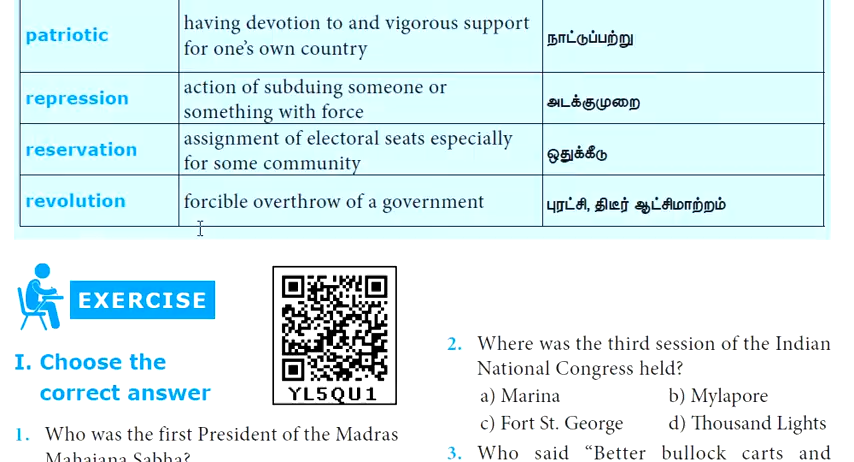 patriotic
having devotion to and vigorous support
for one's own country
நாட்டுப்பற்று
repression
action of subduing someone or
something with force
அடக்குமுறை
reservation
assignment of electoral seats especially
for some community
ஒதுக்கீடு
revolution
forcible overthrow of a government
புரட்சி, திடீர் ஆட்சிமாற்றம்
EXERCISE
YL5QU1
I. Choose the
correct answer
1. Who was the first President of the Madras
Mahajana Sabha?
2. Where was the third session of the Indian
National Congress held?
a) Marina b) Mylapore
c) Fort St. George d) Thousand Lights
3. Who said “Better bullock carts and